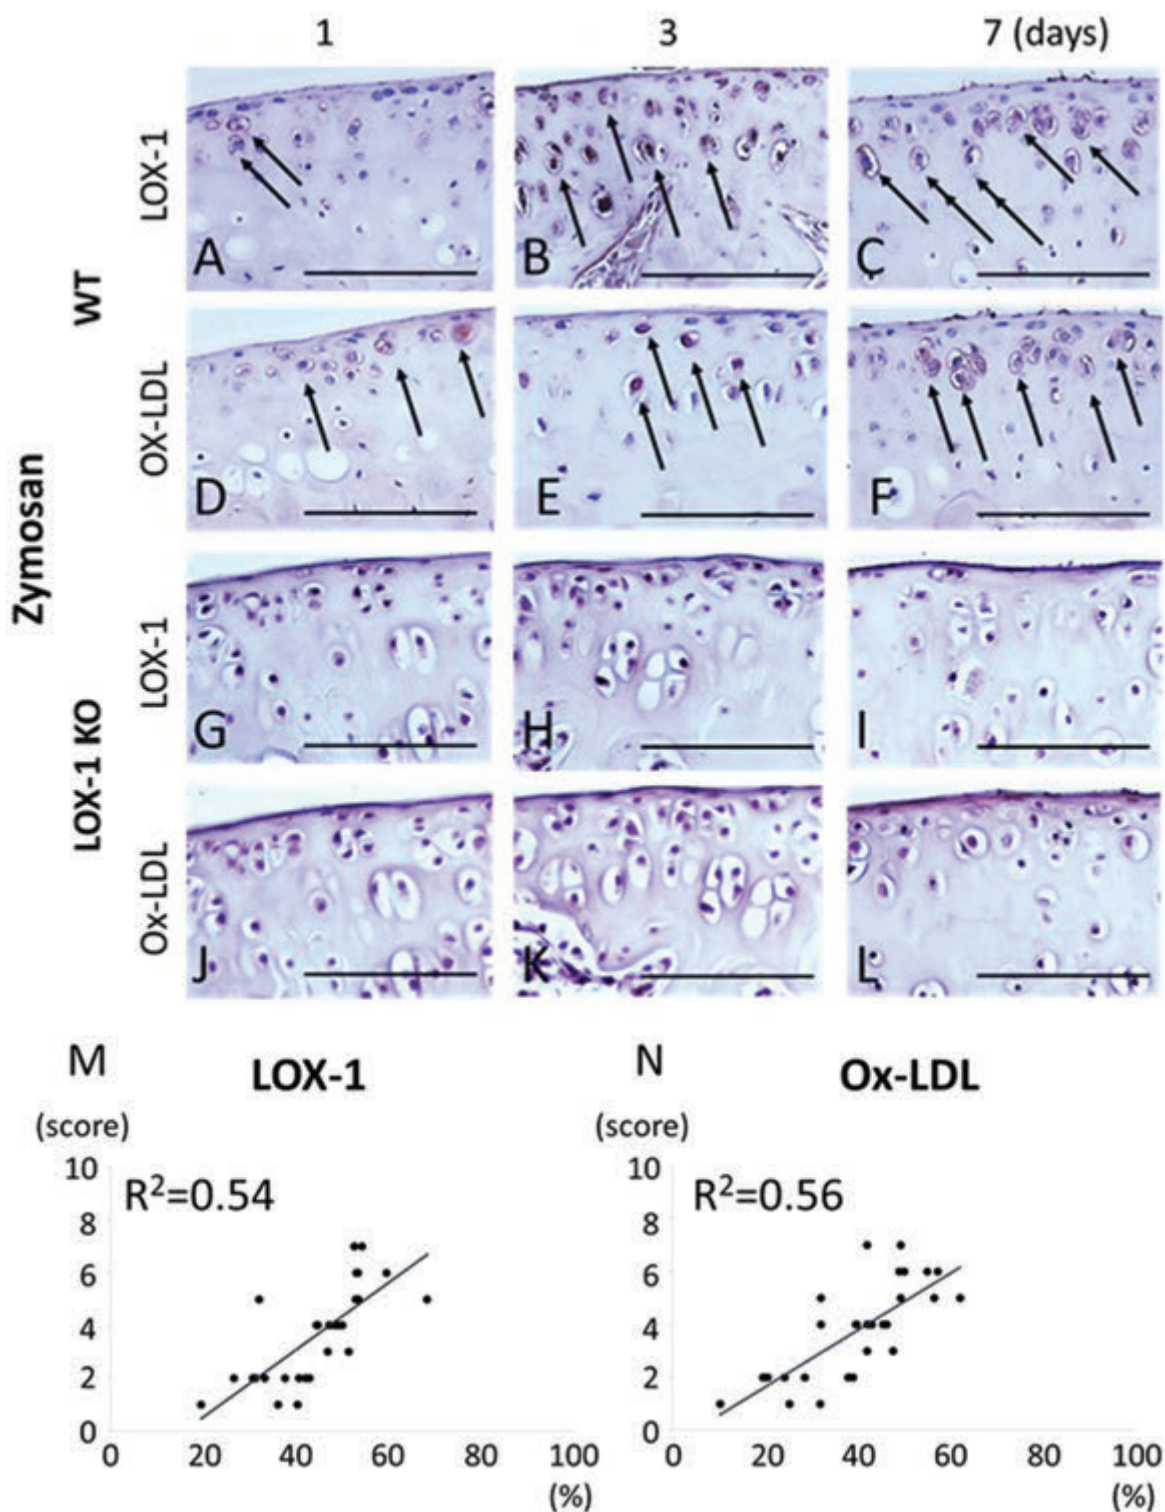 1 3 7 (days)
Zymosan
WT
LOX-1
A B C
OX-LDL
D E F
LOX-1 KO
LOX-1
G H I
Ox-LDL
J K L
M LOX-1 N Ox-LDL
(score) (score)
10 R²=0.54 10 R²=0.56
8 8
6 6
4 4
2 2
0 0
0 20 40 60 80 100 0 20 40 60 80 100
(%) (%)